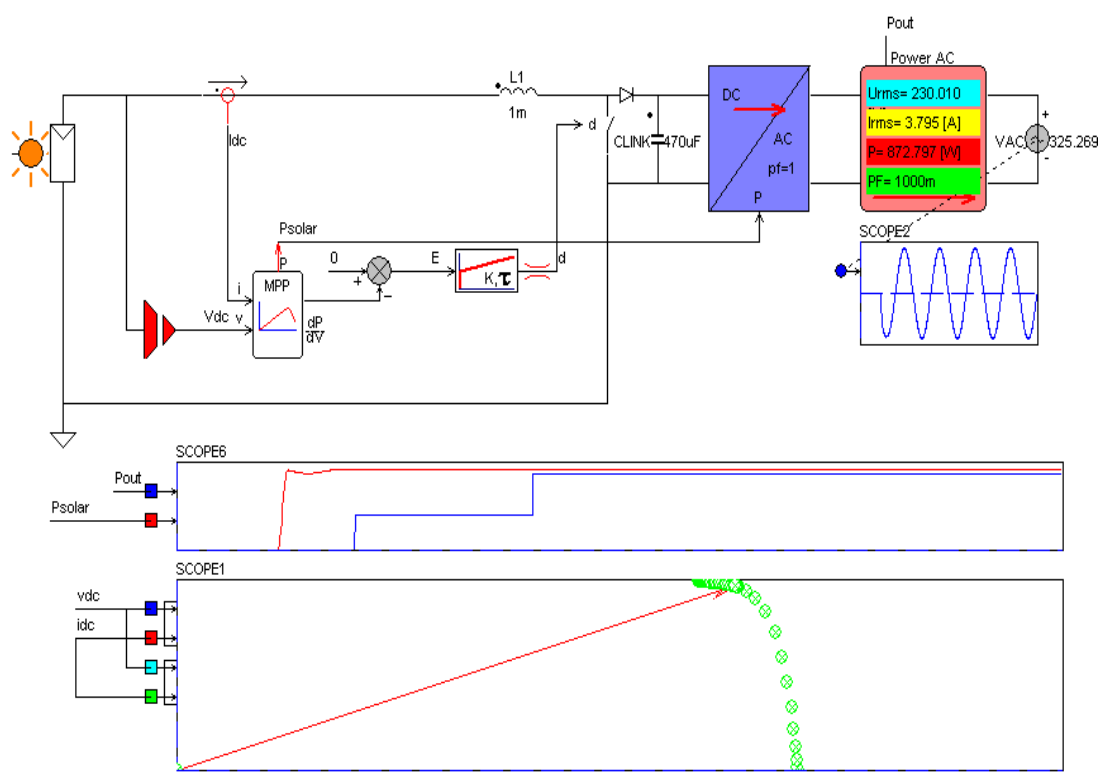 Pout
Power AC
L1
1m
DC
AC
pf=1
P
Urms= 230.010
Irms= 3.795 [A]
P= 872.797 [W]
PF= 1000m
+
VAC
325.269
-
Idc
d
CLINK
470uF
SCOPE2
Psolar
P
MPP
i
Vdc
v
dP
dV
0
+
−
E
K,τ
d
SCOPE6
Pout
Psolar
SCOPE1
vdc
idc